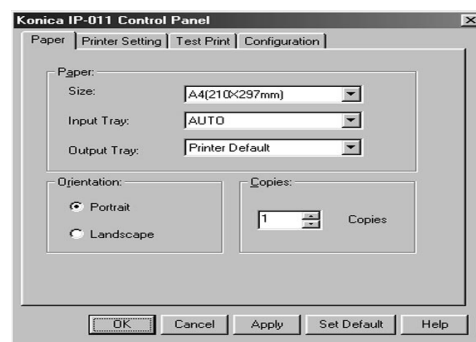 Konica IP-011 Control Panel
Paper Printer Setting Test Print Configuration
Paper:
Size: A4(210X297mm)
Input Tray: AUTO
Output Tray: Printer Default
Orientation: Copies:
Portrait
1 Copies
Landscape
OK Cancel Apply Set Default Help